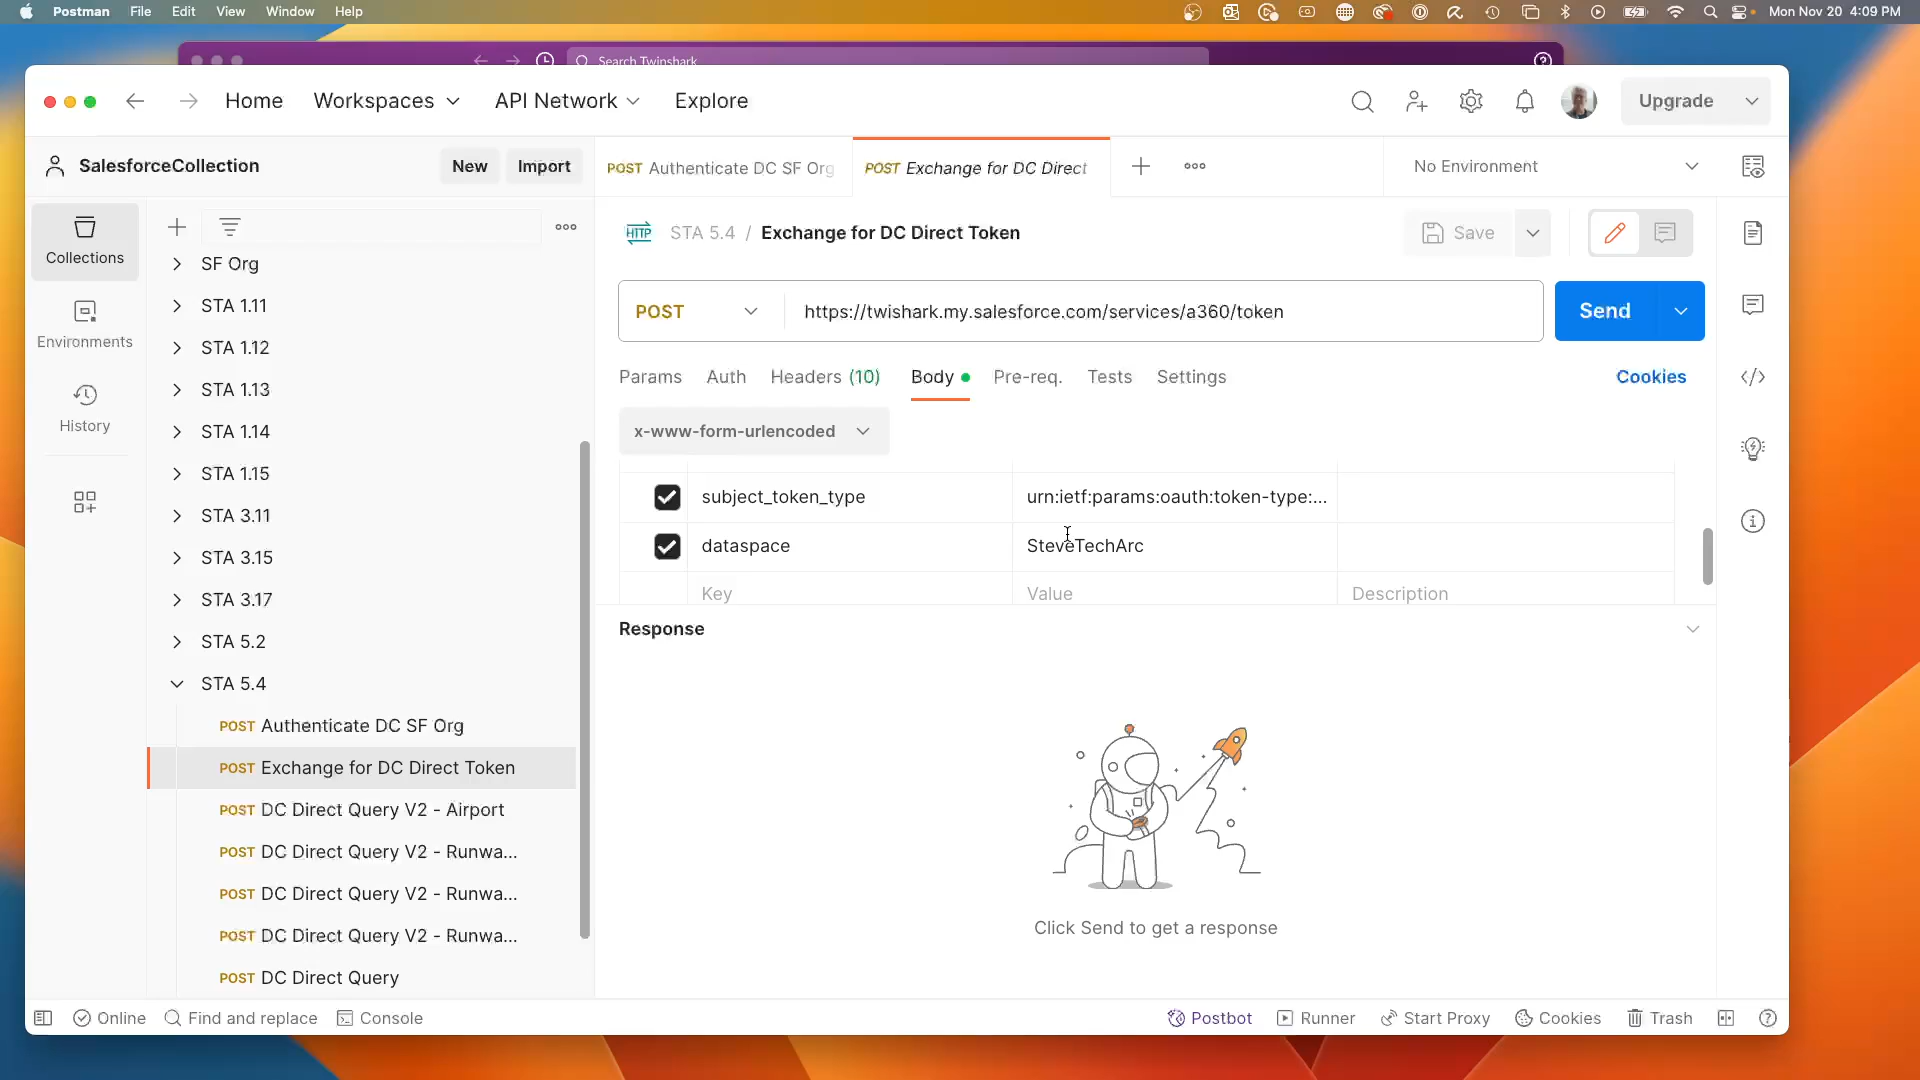 Postman File Edit View Window Help Mon Nov 20 4:09 PM
Search Twinshark
Home Workspaces API Network Explore Upgrade
SalesforceCollection New Import POST Authenticate DC SF Org POST Exchange for DC Direct No Environment
Collections
Environments
History
SF Org
STA 1.11
STA 1.12
STA 1.13
STA 1.14
STA 1.15
STA 3.11
STA 3.15
STA 3.17
STA 5.2
STA 5.4
POST Authenticate DC SF Org
POST Exchange for DC Direct Token
POST DC Direct Query V2 - Airport
POST DC Direct Query V2 - Runwa...
POST DC Direct Query V2 - Runwa...
POST DC Direct Query V2 - Runwa...
POST DC Direct Query
HTTP STA 5.4 / Exchange for DC Direct Token Save
POST https://twishark.my.salesforce.com/services/a360/token Send
Params Auth Headers (10) Body Pre-req. Tests Settings Cookies
x-www-form-urlencoded
subject_token_type urn:ietf:params:oauth:token-type:...
dataspace SteveTechArc
Key Value Description
Response
Click Send to get a response
Online Find and replace Console Postbot Runner Start Proxy Cookies Trash